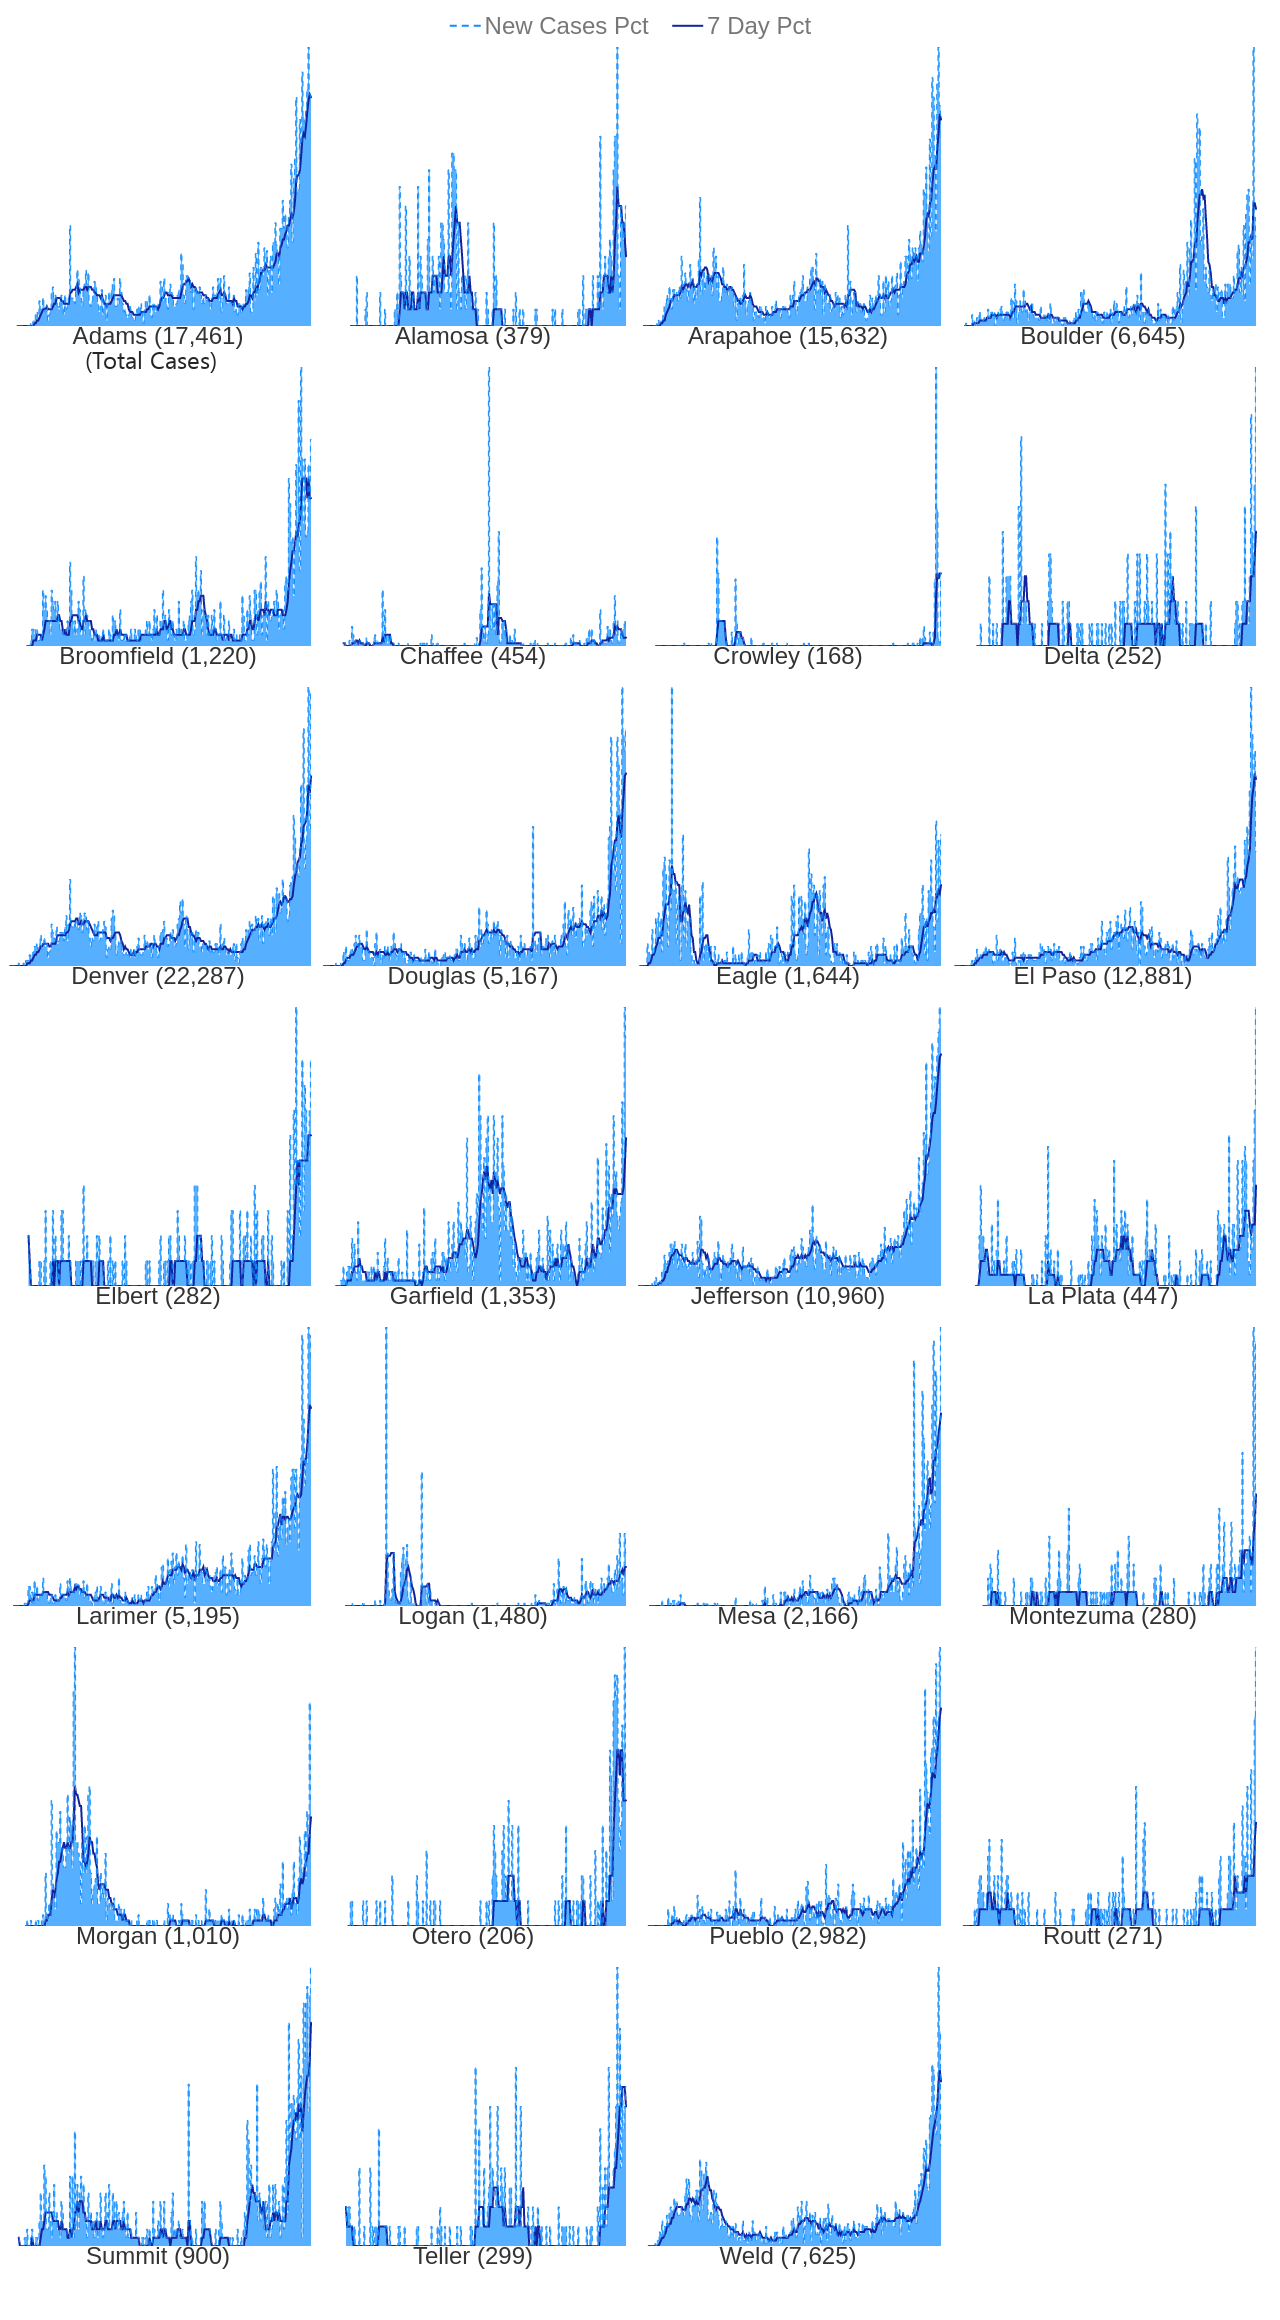 New Cases Pct 7 Day Pct
Adams (17,461) Alamosa (379) Arapahoe (15,632) Boulder (6,645)
(Total Cases)
Broomfield (1,220) Chaffee (454) Crowley (168) Delta (252)
Denver (22,287) Douglas (5,167) Eagle (1,644) El Paso (12,881)
Elbert (282) Garfield (1,353) Jefferson (10,960) La Plata (447)
Larimer (5,195) Logan (1,480) Mesa (2,166) Montezuma (280)
Morgan (1,010) Otero (206) Pueblo (2,982) Routt (271)
Summit (900) Teller (299) Weld (7,625)